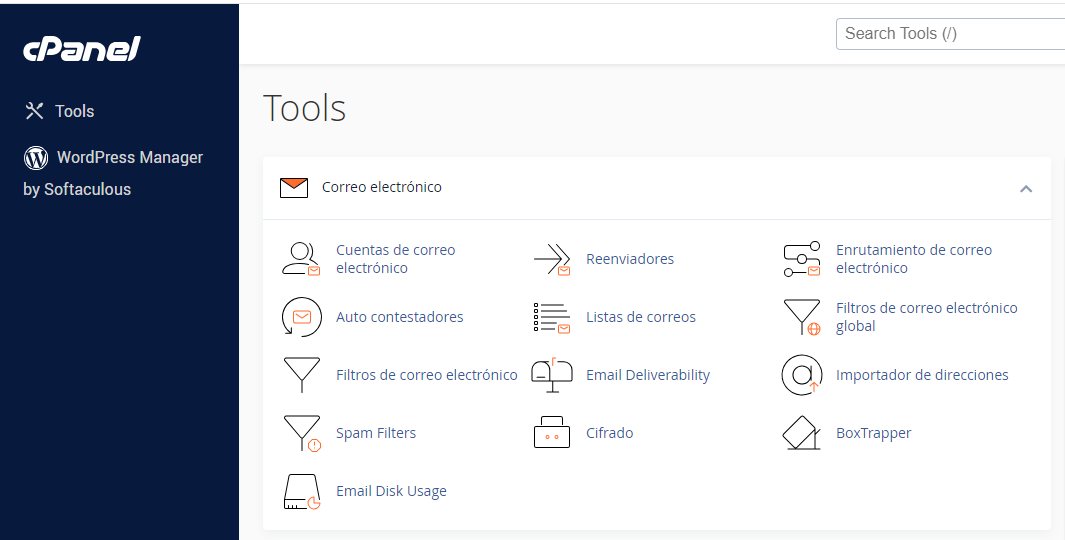 cPanel
Search Tools (/)
Tools
WordPress Manager
by Softaculous
Tools
Correo electrónico
Cuentas de correo
electrónico
Reenviadores
Enrutamiento de correo
electrónico
Auto contestadores
Listas de correos
Filtros de correo electrónico
global
Filtros de correo electrónico
Email Deliverability
Importador de direcciones
Spam Filters
Cifrado
BoxTrapper
Email Disk Usage